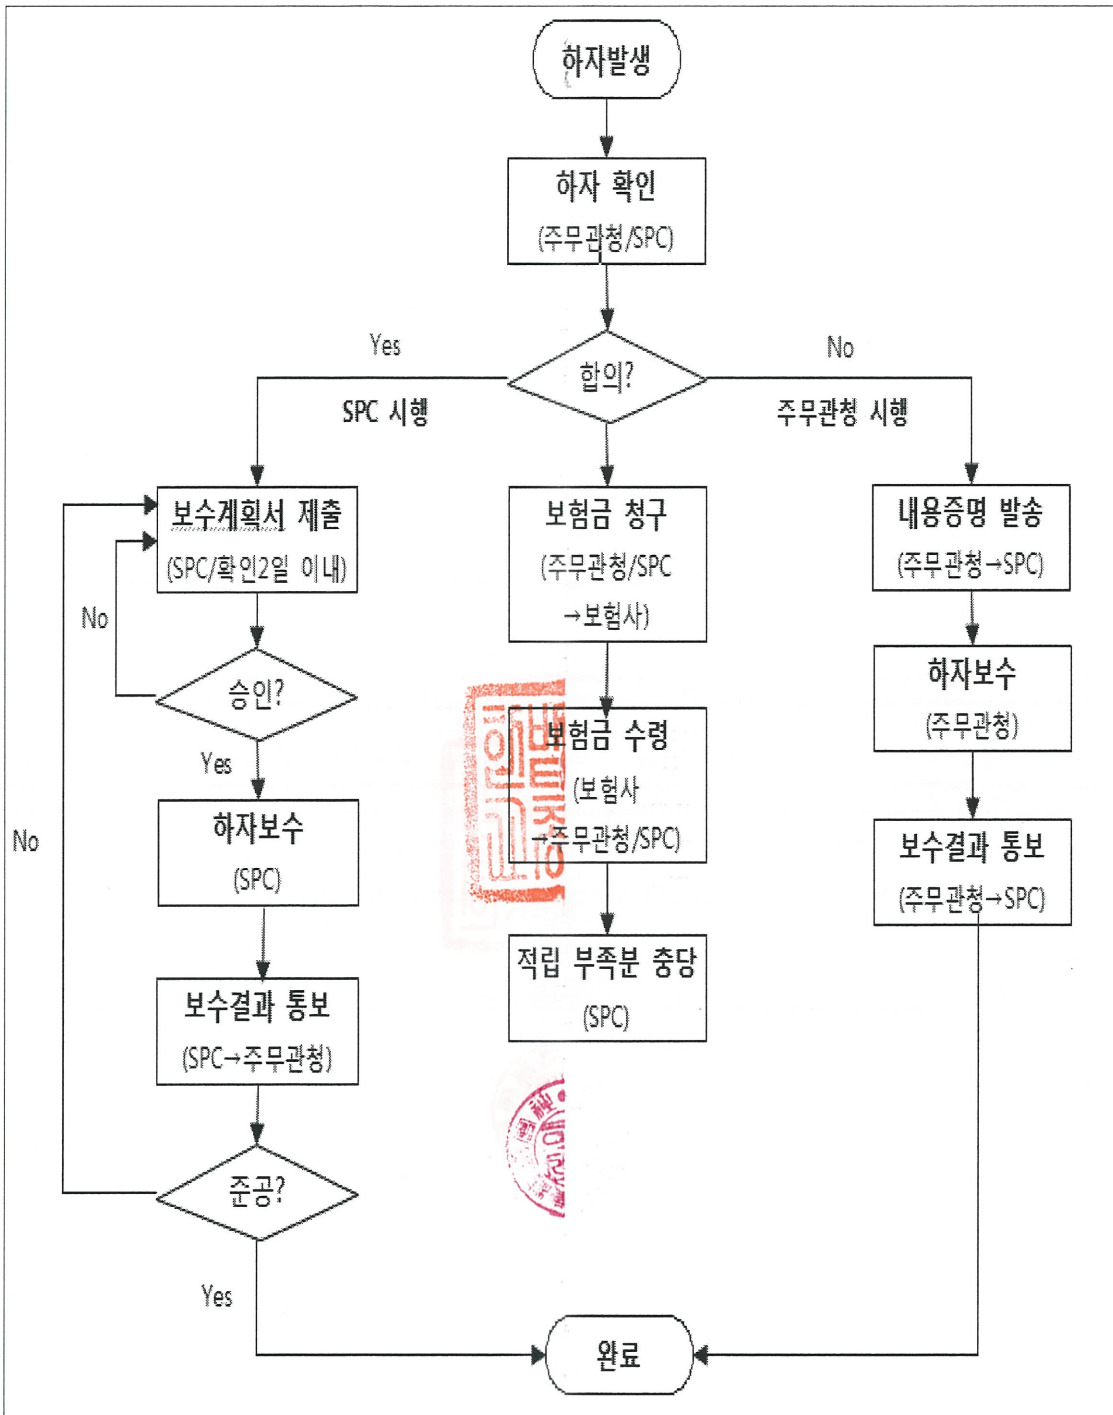 하자발생
하자 확인
(주무관청/SPC)
합의?
Yes
No
SPC 시행
주무관청 시행
보수계획서 제출
(SPC/확인2일 이내)
No
승인?
Yes
하자보수
(SPC)
No
보수결과 통보
(SPC→주무관청)
준공?
Yes
보험금 청구
(주무관청/SPC
→보험사)
보험금 수령
(보험사
→주무관청/SPC)
적립 부족분 충당
(SPC)
내용증명 발송
(주무관청→SPC)
하자보수
(주무관청)
보수결과 통보
(주무관청→SPC)
완료